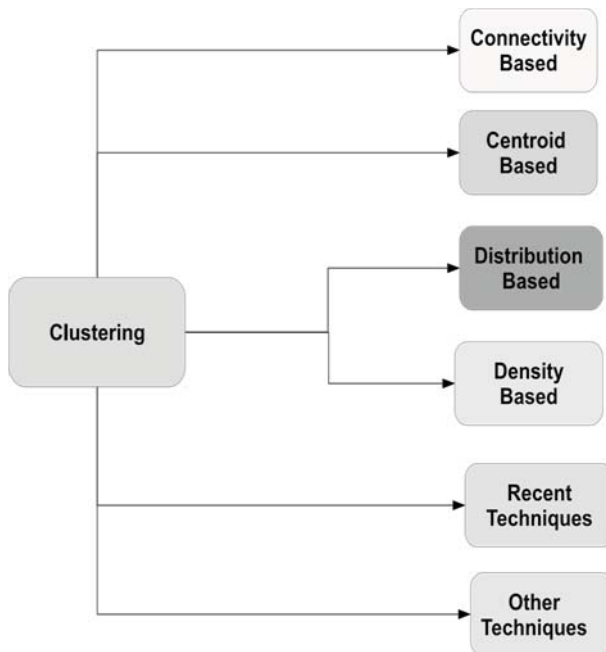 Connectivity
Based
Centroid
Based
Distribution
Based
Clustering
Density
Based
Recent
Techniques
Other
Techniques